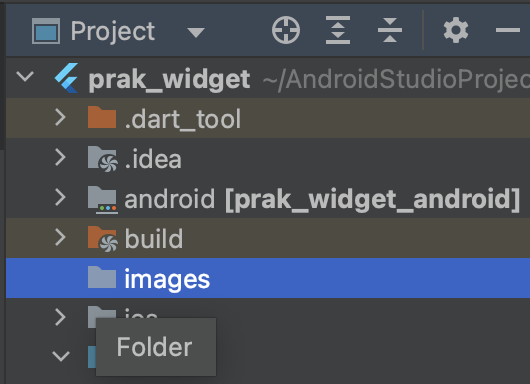 Project
prak_widget ~/AndroidStudioProjec
.dart_tool
.idea
android [prak_widget_android]
build
images
Folder